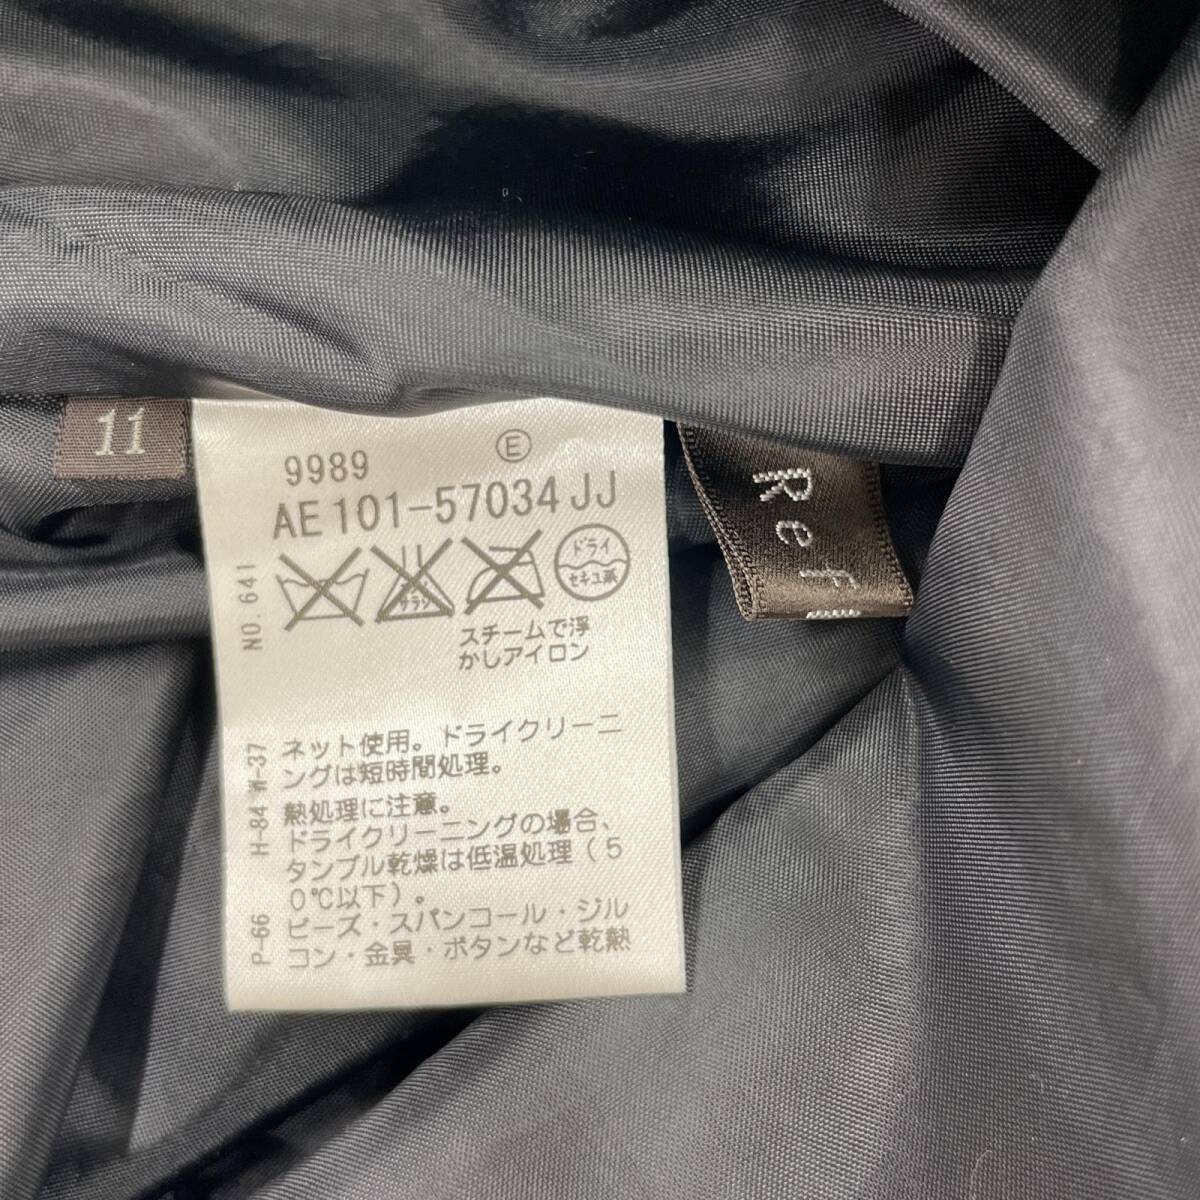 11
9989
Ⓔ
AE101-57034JJ
サラシ
ドライ
セキユ系
スチームで浮
かしアイロン
NO.641
ネット使用。ドライクリーニ
ングは短時間処理。
熱処理に注意。
ドライクリーニングの場合、
タンブル乾燥は低温処理(5
0℃以下)。
ビーズ・スパンコール・ジル
コン・金具・ボタンなど乾熱
P-66 H-84 W-37
Ref